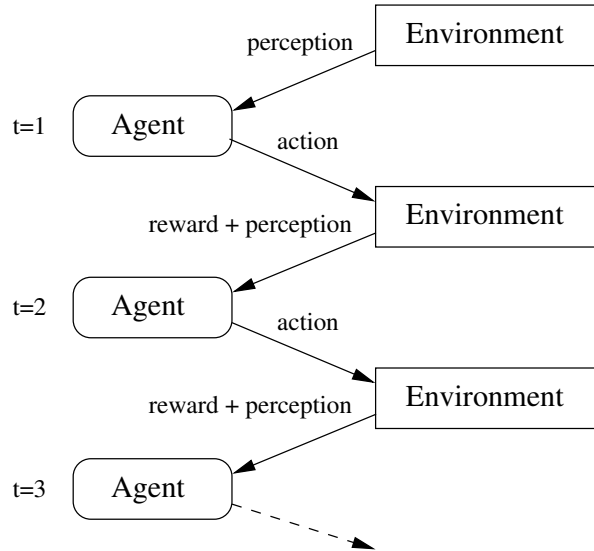 Environment
perception
t=1
Agent
action
Environment
reward + perception
t=2
Agent
action
Environment
reward + perception
t=3
Agent